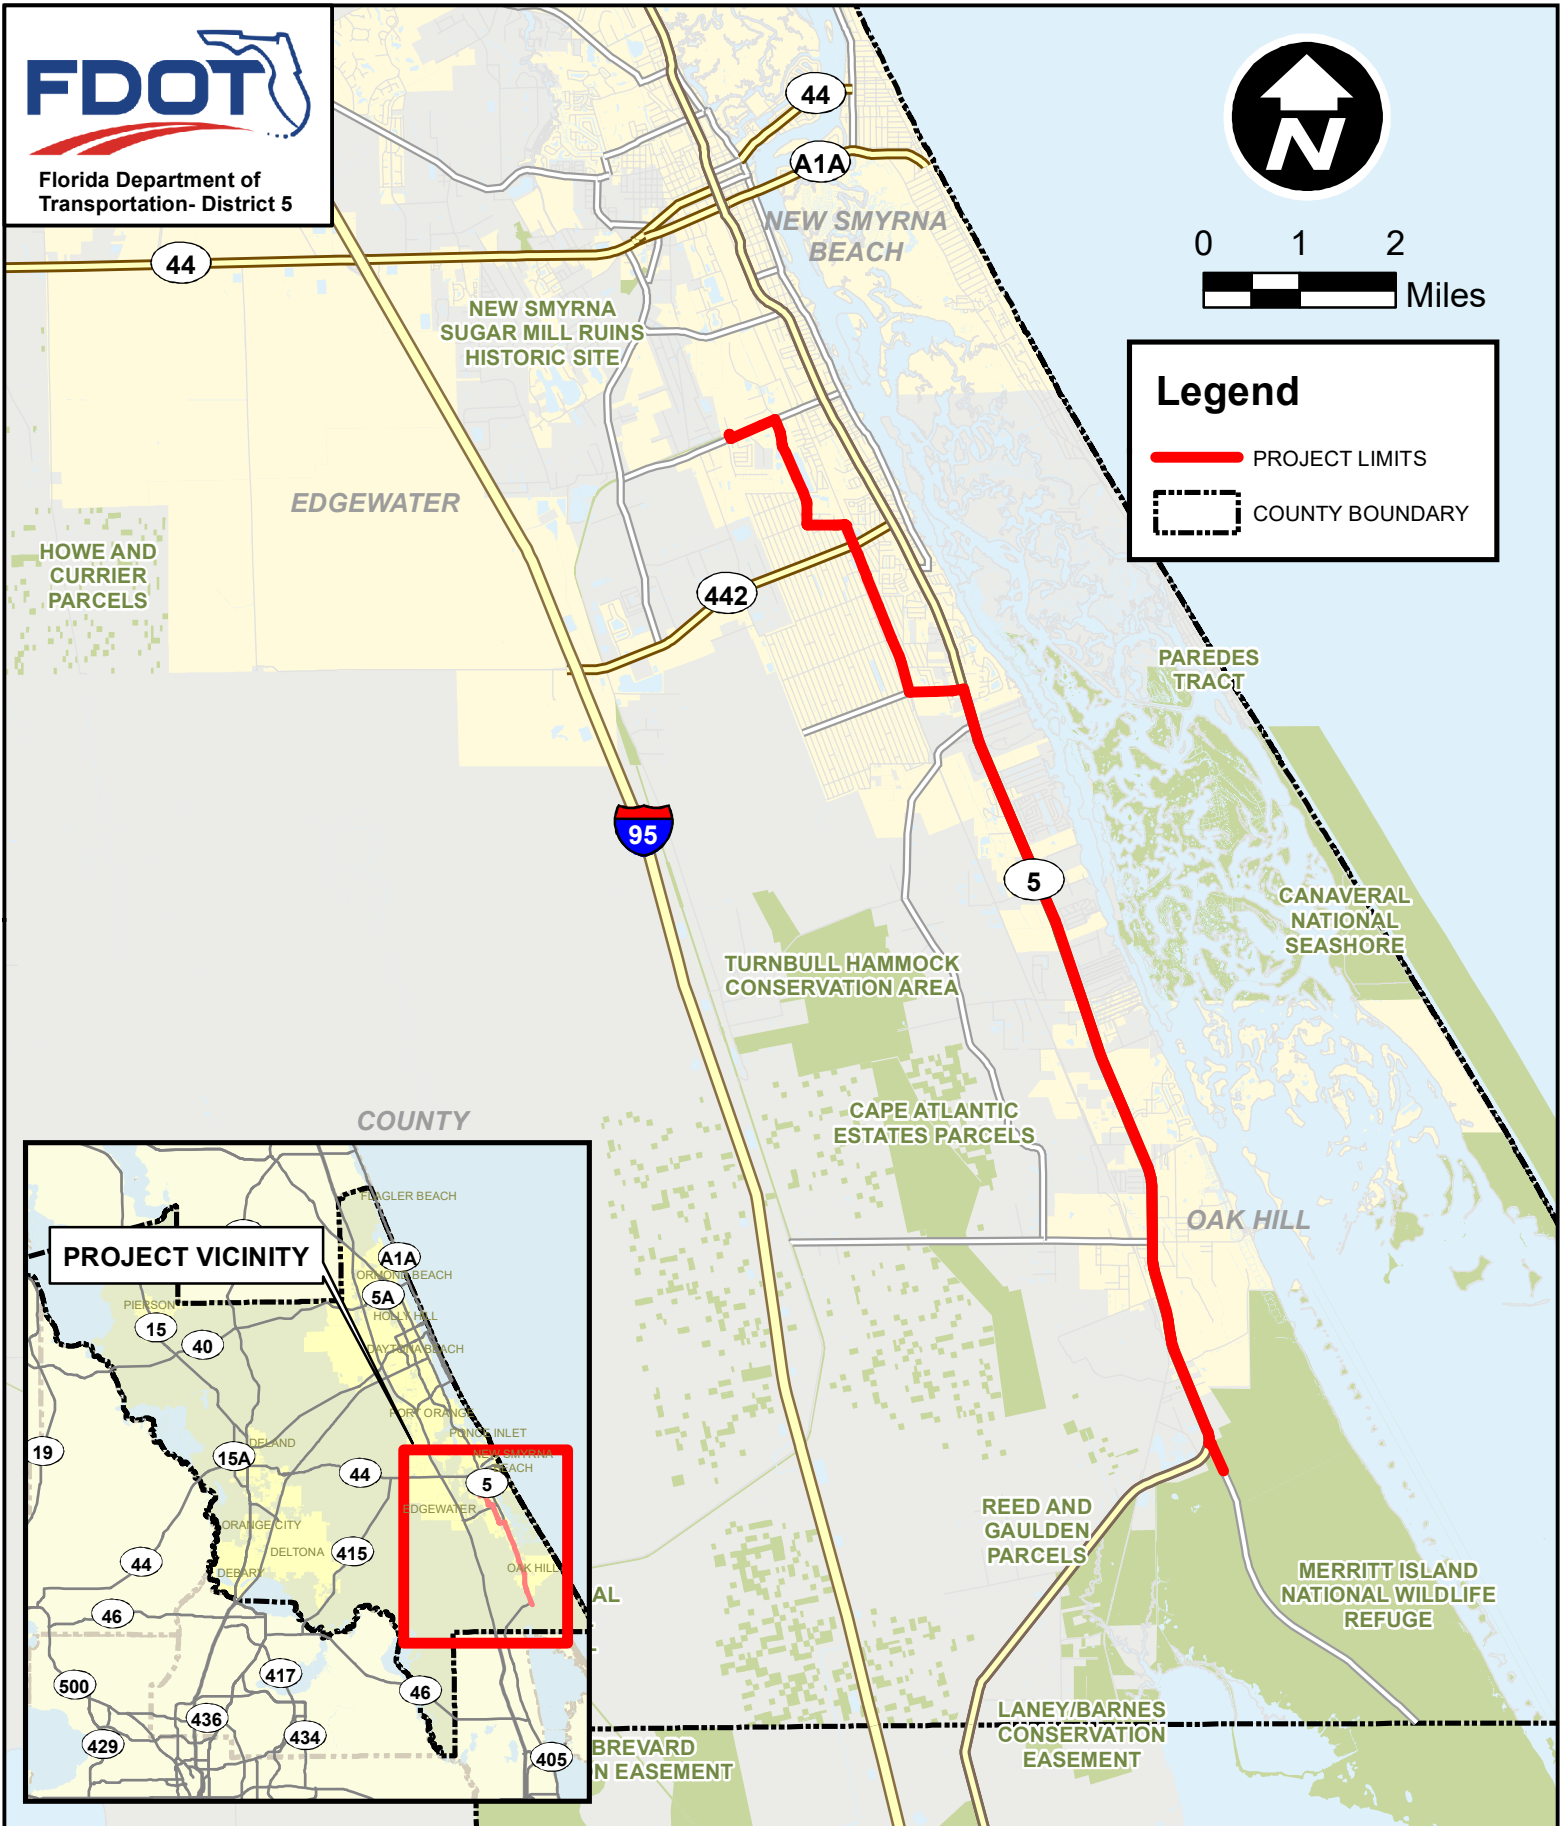 FDOT
Florida Department of
Transportation- District 5
44
A1A
N
NEW SMYRNA
BEACH
0 1 2
Miles
44
NEW SMYRNA
SUGAR MILL RUINS
HISTORIC SITE
Legend
PROJECT LIMITS
COUNTY BOUNDARY
EDGEWATER
HOWE AND
CURRIER
PARCELS
442
PAREDES
TRACT
95
5
CANAVERAL
NATIONAL
SEASHORE
TURNBULL HAMMOCK
CONSERVATION AREA
CAPE ATLANTIC
ESTATES PARCELS
COUNTY
OAK HILL
REED AND
GAULDEN
PARCELS
MERRITT ISLAND
NATIONAL WILDLIFE
REFUGE
LANEY/BARNES
CONSERVATION
EASEMENT
AL
BREVARD
N EASEMENT
PROJECT VICINITY
FLAGLER BEACH
A1A
ORMOND BEACH
5A
PIERSON
15
40
HOLLY HILL
DAYTONA BEACH
PORT ORANGE
PONCE INLET
19
15A
DELAND
44
NEW SMYRNA
BEACH
5
EDGEWATER
ORANGE CITY
DELTONA
415
44
DEBARY
OAK HILL
46
417
500
46
436
434
429
405